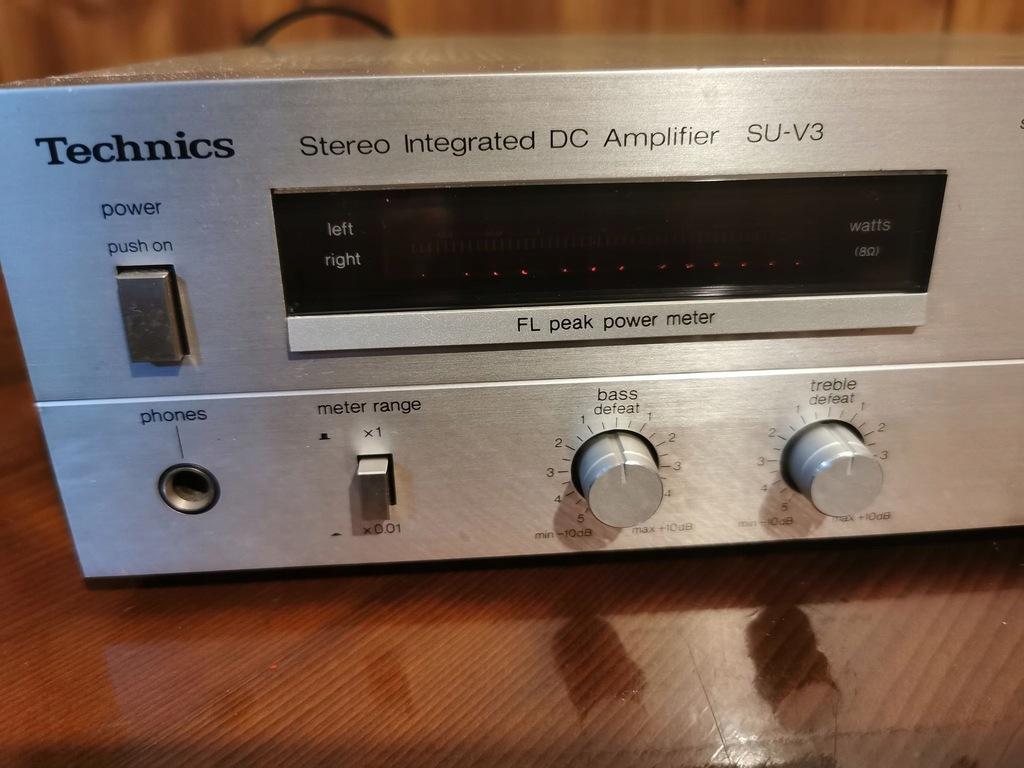 Technics
Stereo Integrated DC Amplifier SU-V3
power
push on
left
right
watts
(8Ω)
FL peak power meter
phones
meter range
×1
×0.01
bass
defeat
1 1
2 2
3 3
4 4
5
min -10dB max +10dB
treble
defeat
1 1
2 2
3 3
4
5
min -10dB max +10dB